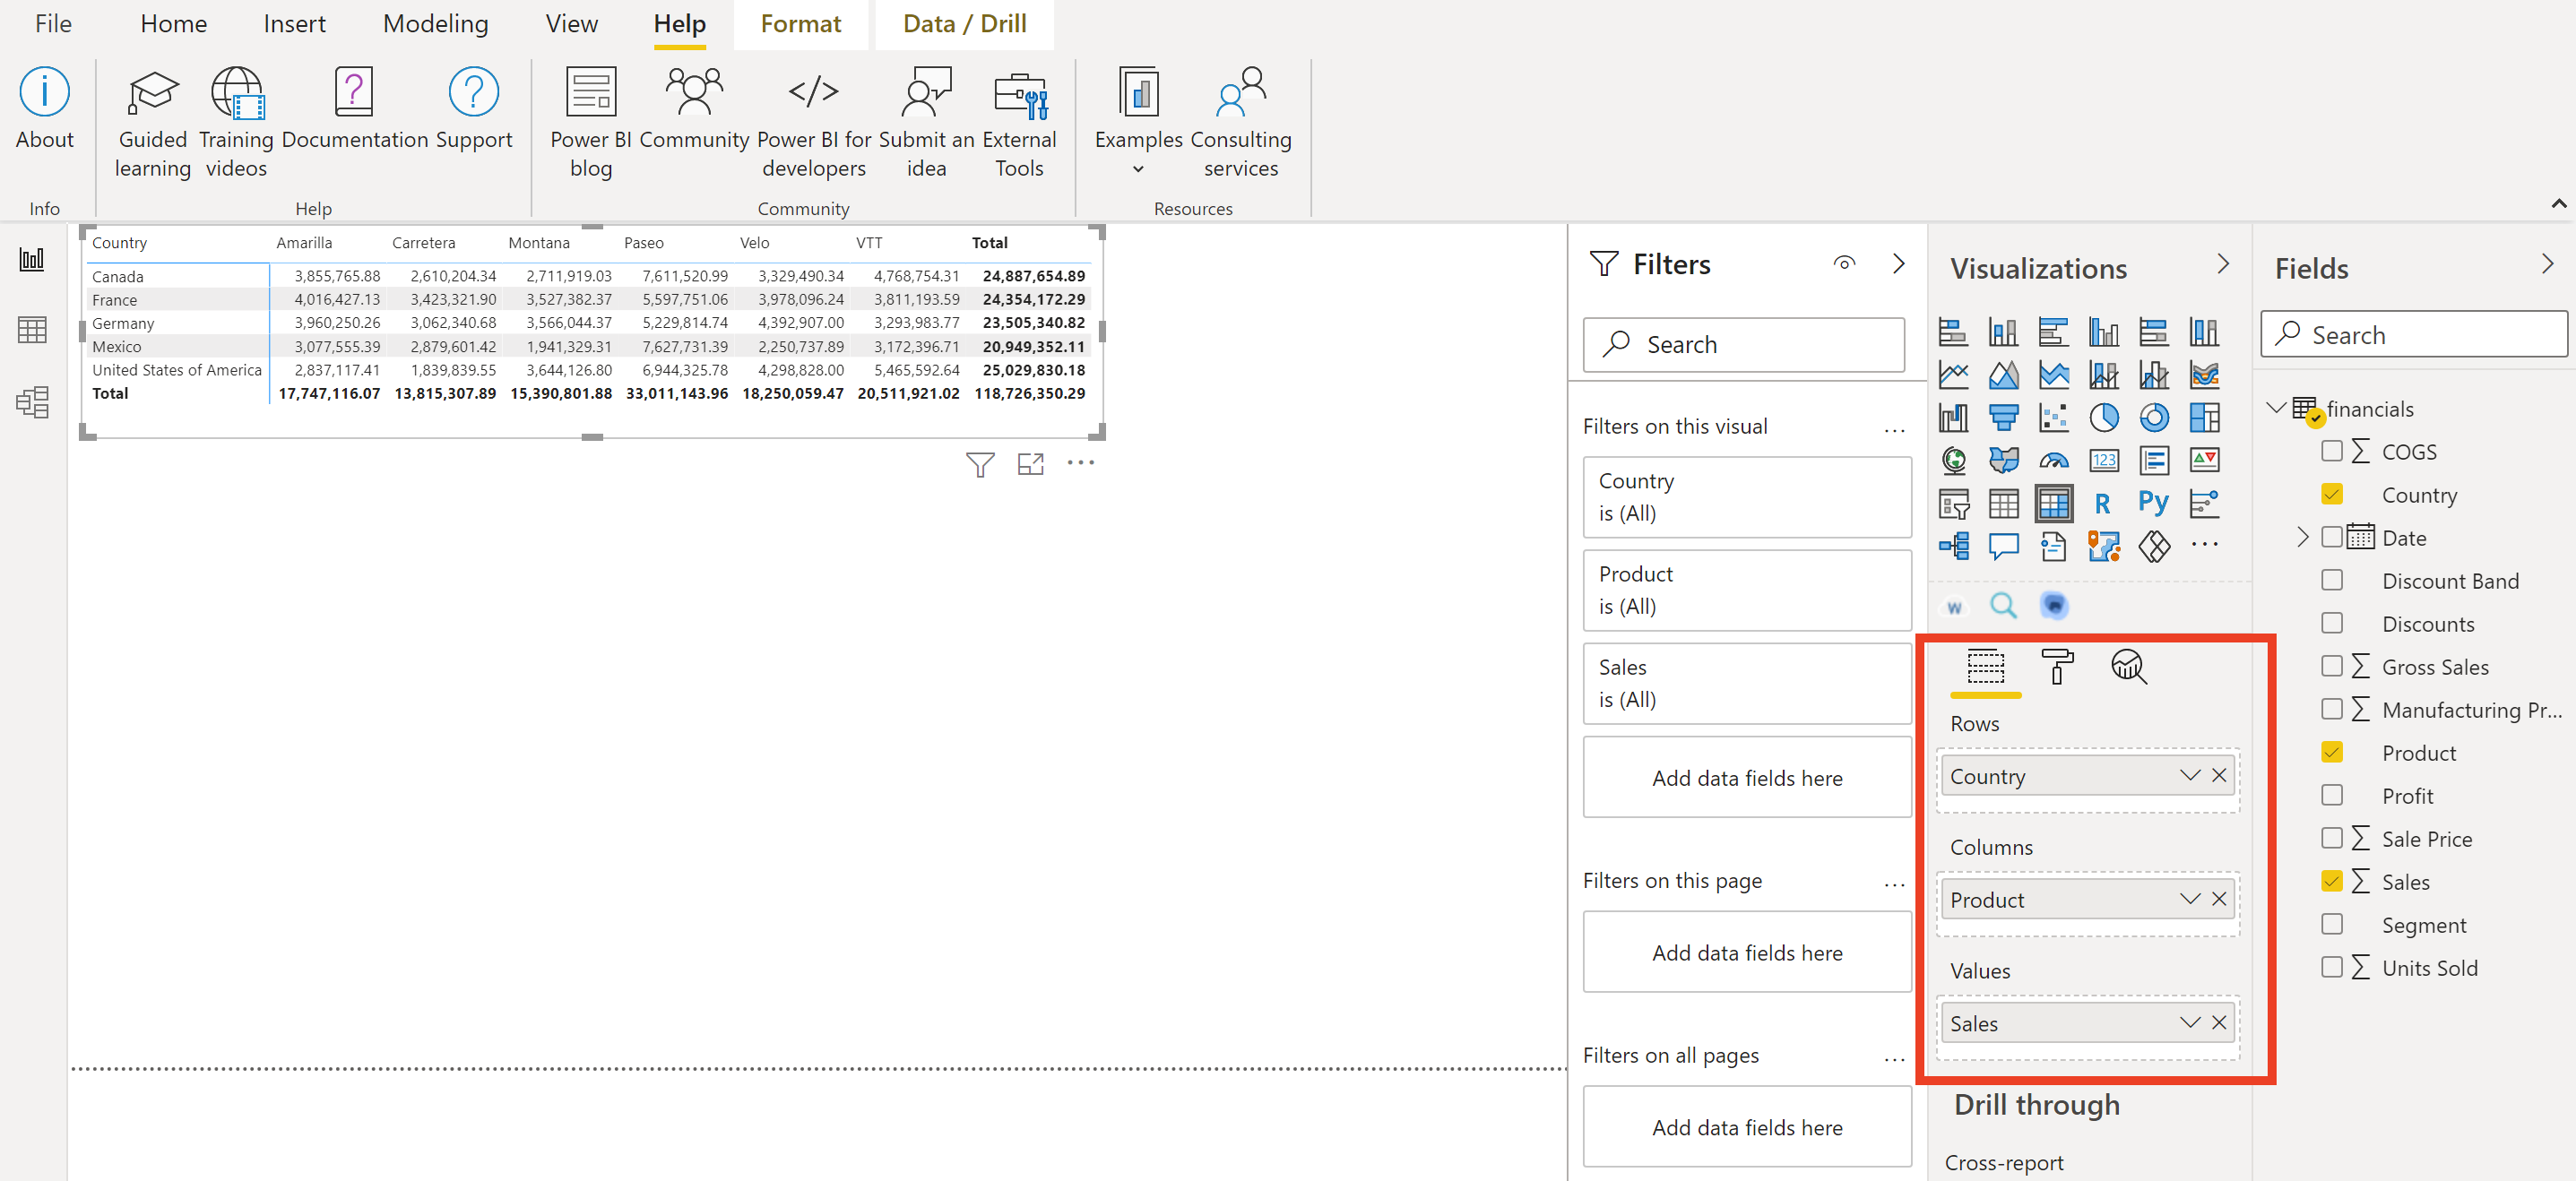 File Home Insert Modeling View Help Format Data / Drill
About
Guided learning
Training videos
Documentation
Support
Power BI blog
Community
</> Power BI for developers
Submit an idea
External Tools
Examples
Consulting services
Info Help Community Resources
Country Amarilla Carretera Montana Paseo Velo VTT Total
Canada 3,855,765.88 2,610,204.34 2,711,919.03 7,611,520.99 3,329,490.34 4,768,754.31 24,887,654.89
France 4,016,427.13 3,423,321.90 3,527,382.37 5,597,751.06 3,978,096.24 3,811,193.59 24,354,172.29
Germany 3,960,250.26 3,062,340.68 3,566,044.37 5,229,814.74 4,392,907.00 3,293,983.77 23,505,340.82
Mexico 3,077,555.39 2,879,601.42 1,941,329.31 7,627,731.39 2,250,737.89 3,172,396.71 20,949,352.11
United States of America 2,837,117.41 1,839,839.55 3,644,126.80 6,944,325.78 4,298,828.00 5,465,592.64 25,029,830.18
Total 17,747,116.07 13,815,307.89 15,390,801.88 33,011,143.96 18,250,059.47 20,511,921.02 118,726,350.29
Filters
Search
Filters on this visual ...
Country
is (All)
Product
is (All)
Sales
is (All)
Add data fields here
Filters on this page ...
Add data fields here
Filters on all pages ...
Add data fields here
Visualizations
123
R Py
...
W
Rows
Country
Columns
Product
Values
Sales
Drill through
Cross-report
Fields
Search
financials
Σ COGS
Country
Date
Discount Band
Discounts
Σ Gross Sales
Σ Manufacturing Pr...
Product
Profit
Σ Sale Price
Σ Sales
Segment
Σ Units Sold